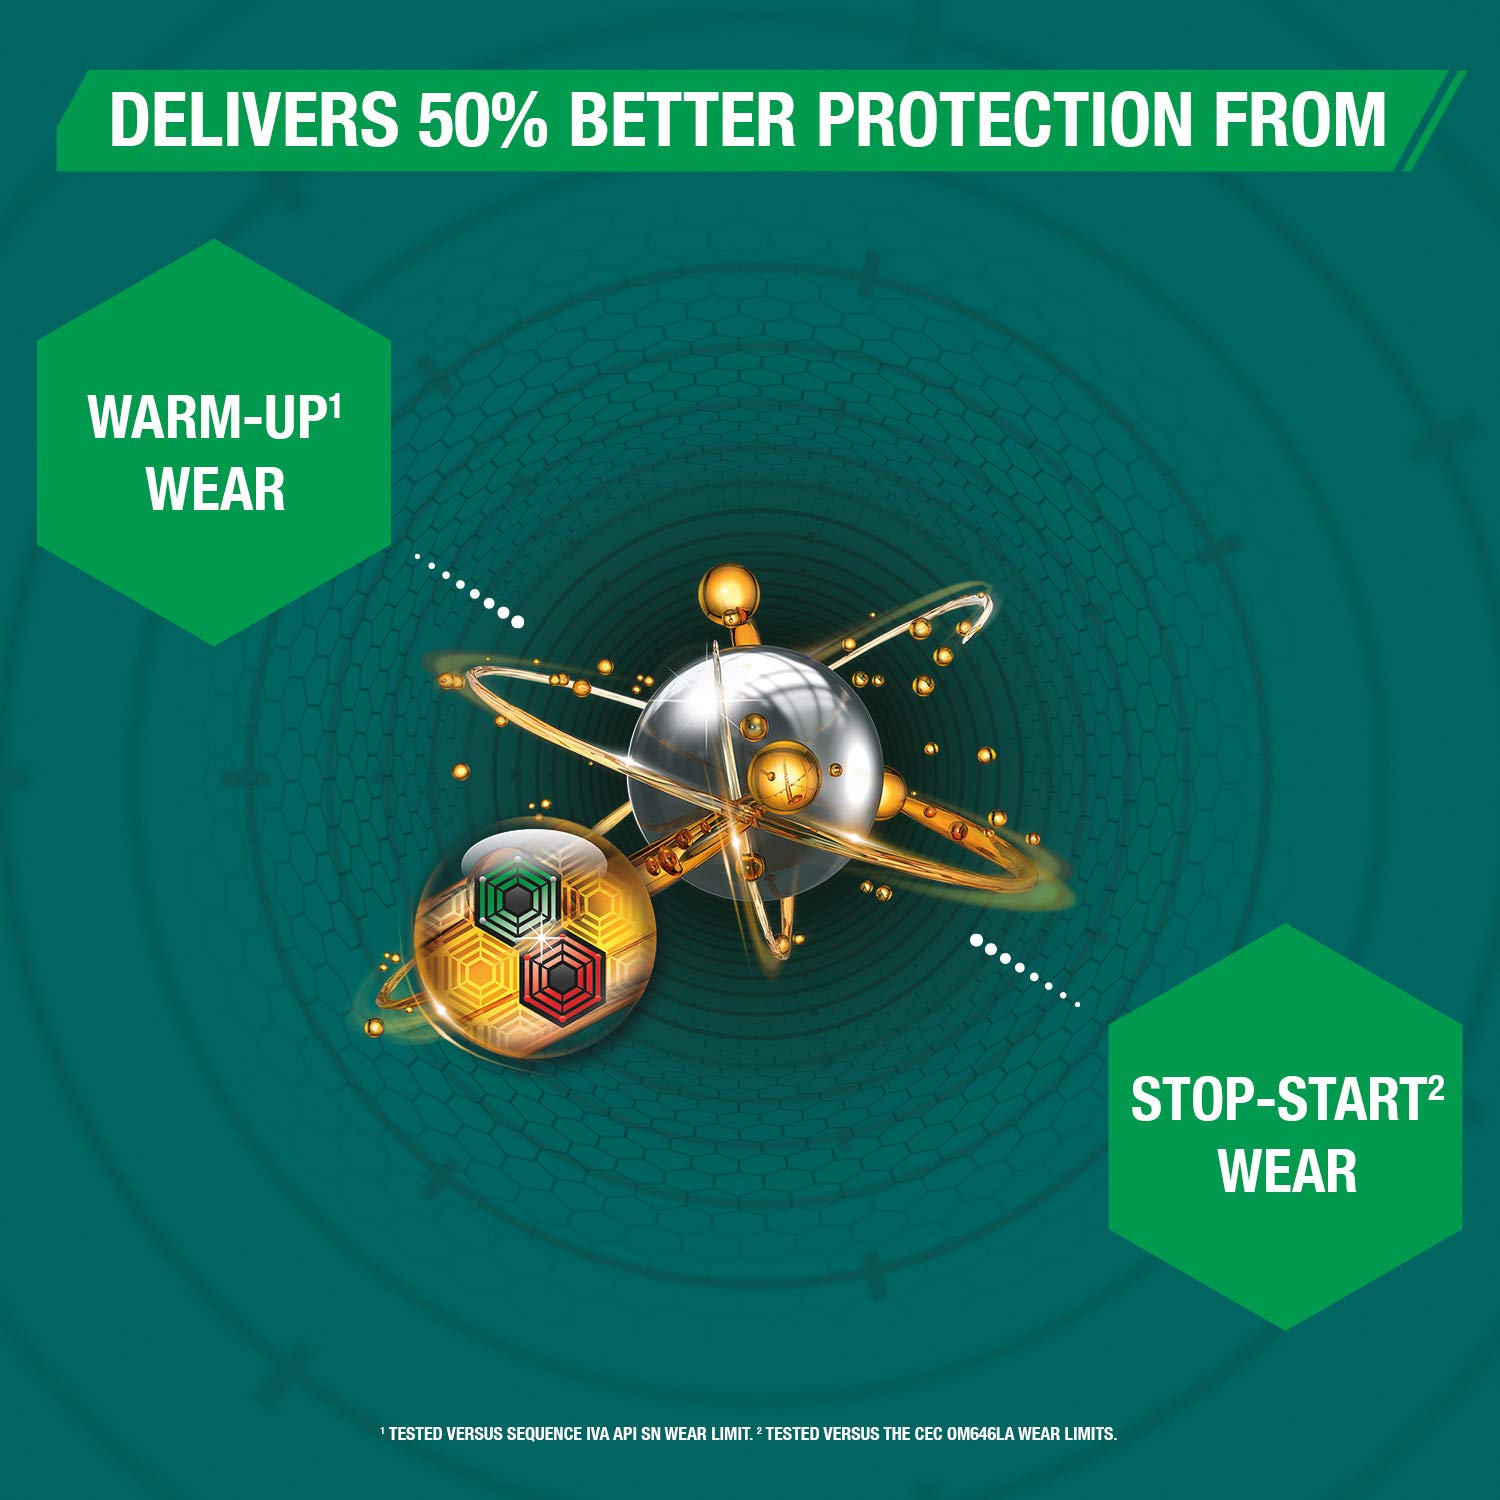 DELIVERS 50% BETTER PROTECTION FROM
WARM-UP¹
WEAR
STOP-START²
WEAR
¹ TESTED VERSUS SEQUENCE IVA API SN WEAR LIMIT. ² TESTED VERSUS THE CEC OM646LA WEAR LIMITS.